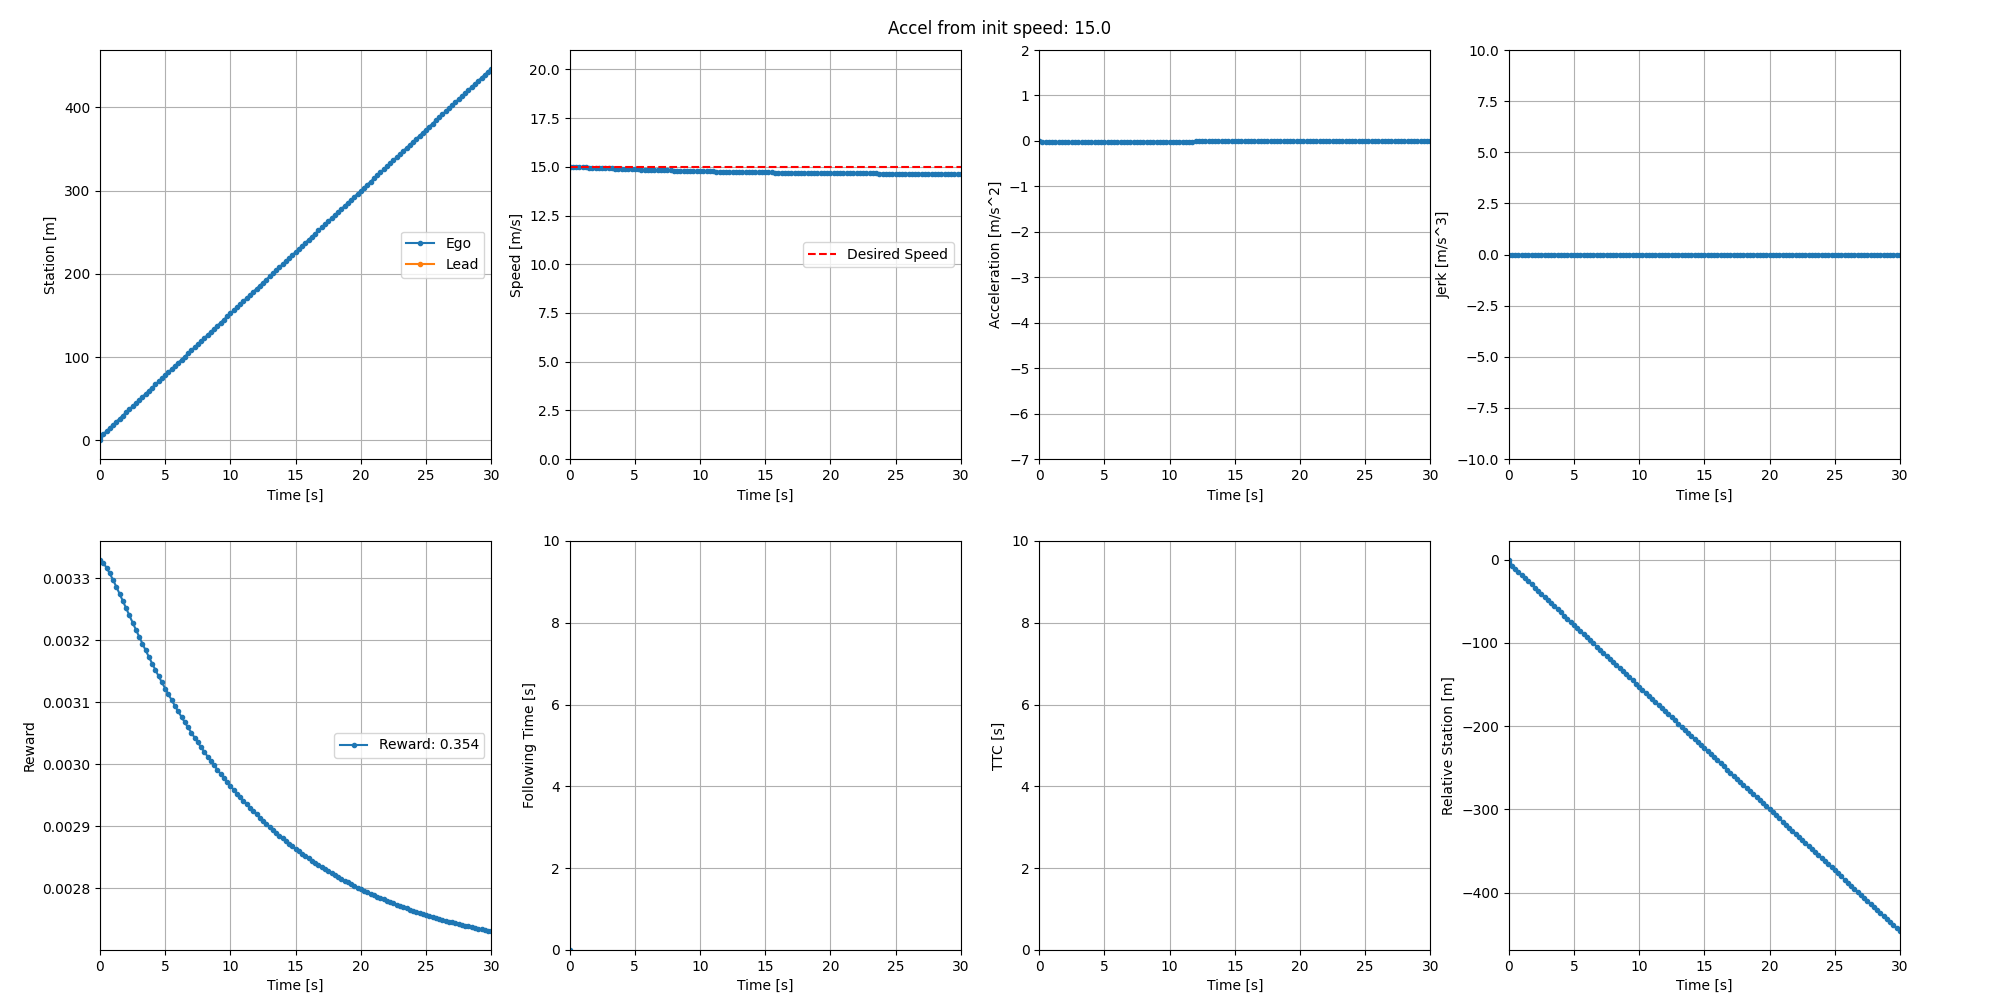 Accel from init speed: 15.0
Station [m]
400
300
200
100
0
Ego
Lead
0 5 10 15 20 25 30
Time [s]
Speed [m/s]
20.0
17.5
15.0
12.5
10.0
7.5
5.0
2.5
0.0
Desired Speed
0 5 10 15 20 25 30
Time [s]
Acceleration [m/s^2]
2
1
0
−1
−2
−3
−4
−5
−6
−7
0 5 10 15 20 25 30
Time [s]
Jerk [m/s^3]
10.0
7.5
5.0
2.5
0.0
−2.5
−5.0
−7.5
−10.0
0 5 10 15 20 25 30
Time [s]
Reward
0.0033
0.0032
0.0031
0.0030
0.0029
0.0028
Reward: 0.354
0 5 10 15 20 25 30
Time [s]
Following Time [s]
10
8
6
4
2
0
0 5 10 15 20 25 30
Time [s]
TTC [s]
10
8
6
4
2
0
0 5 10 15 20 25 30
Time [s]
Relative Station [m]
0
−100
−200
−300
−400
0 5 10 15 20 25 30
Time [s]